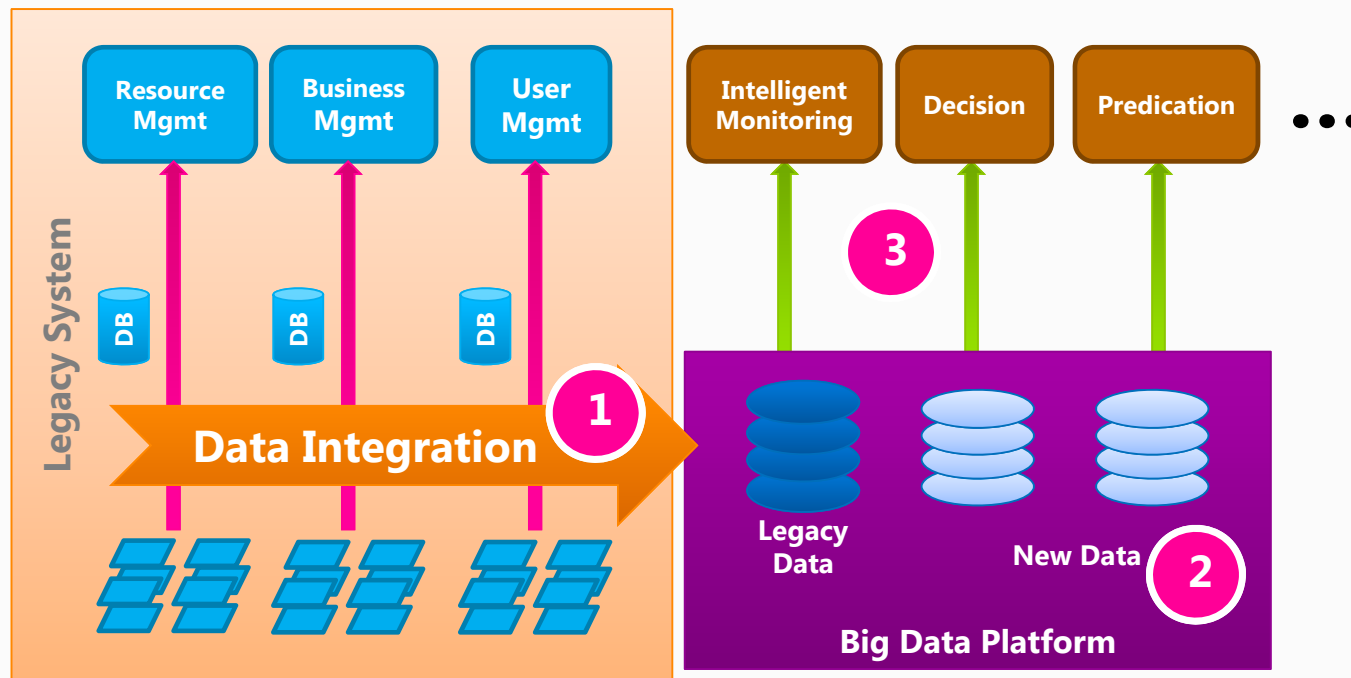 Resource
Mgmt
Business
Mgmt
User
Mgmt
Intelligent
Monitoring
Decision
Predication
Legacy System
DB
DB
DB
3
1
Data Integration
Legacy
Data
New Data
2
Big Data Platform